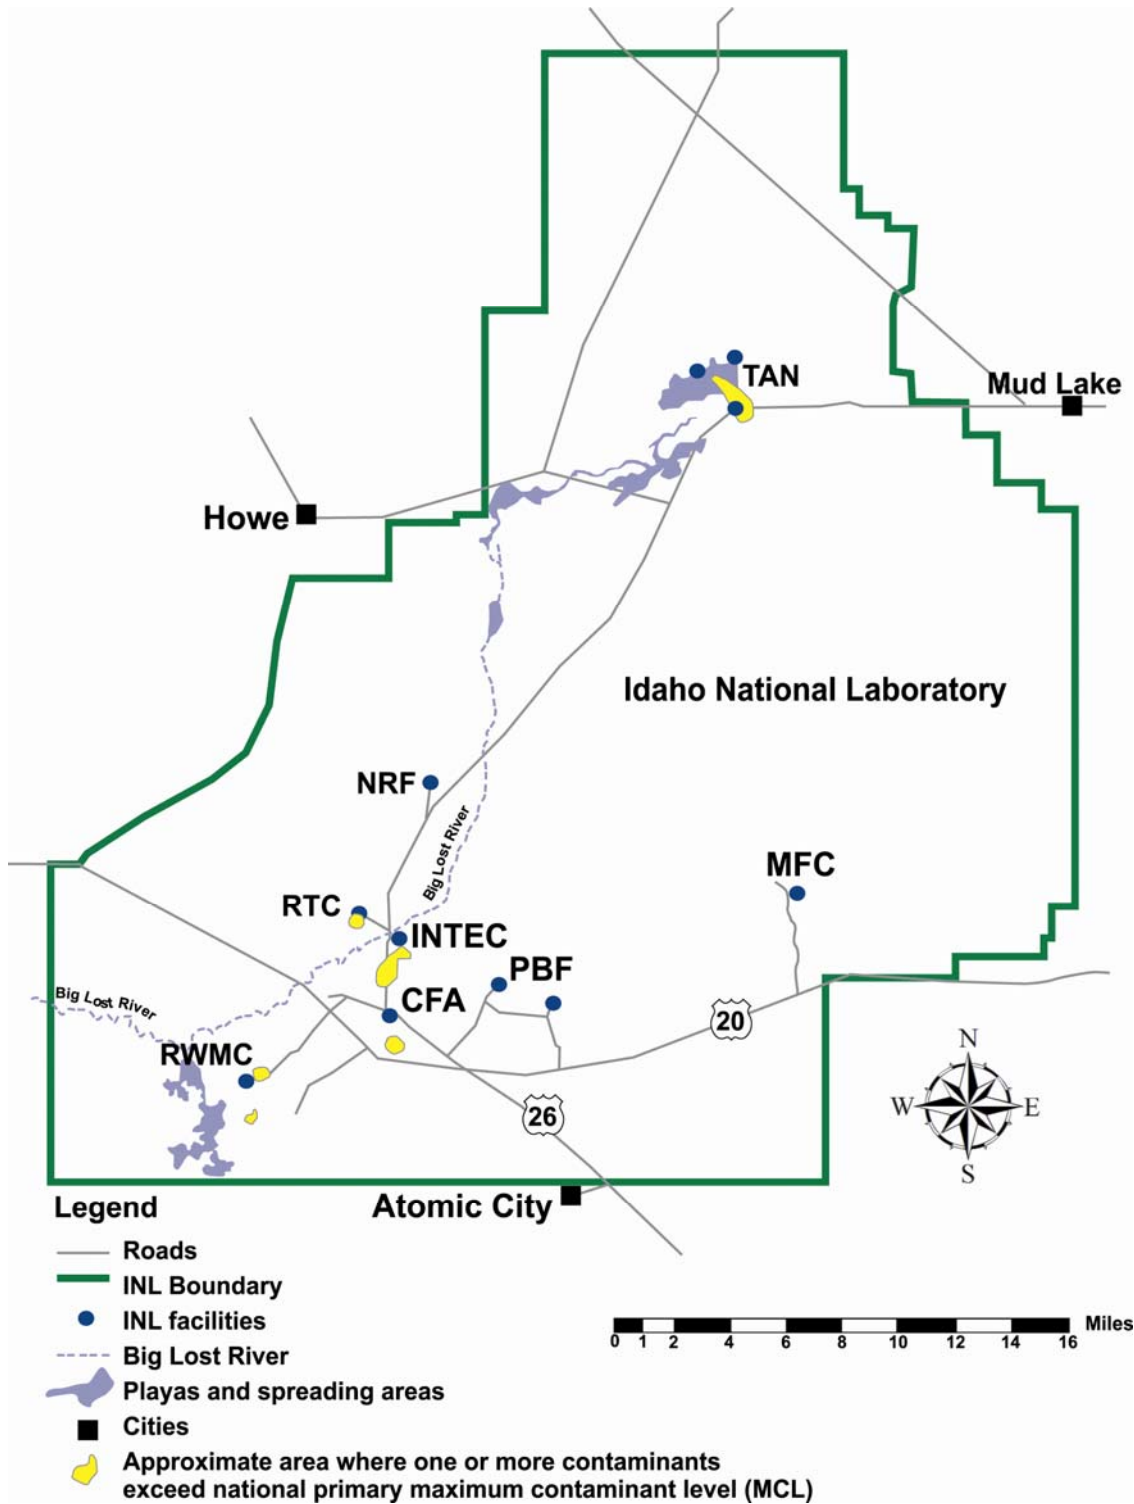 TAN
Mud Lake
Howe
Idaho National Laboratory
NRF
Big Lost River
MFC
RTC
INTEC
PBF
Big Lost River
CFA
20
RWMC
26
N
W
E
S
Atomic City
Legend
Roads
INL Boundary
INL facilities
Big Lost River
Playas and spreading areas
Cities
Approximate area where one or more contaminants
exceed national primary maximum contaminant level (MCL)
Miles
0 1 2 4 6 8 10 12 14 16